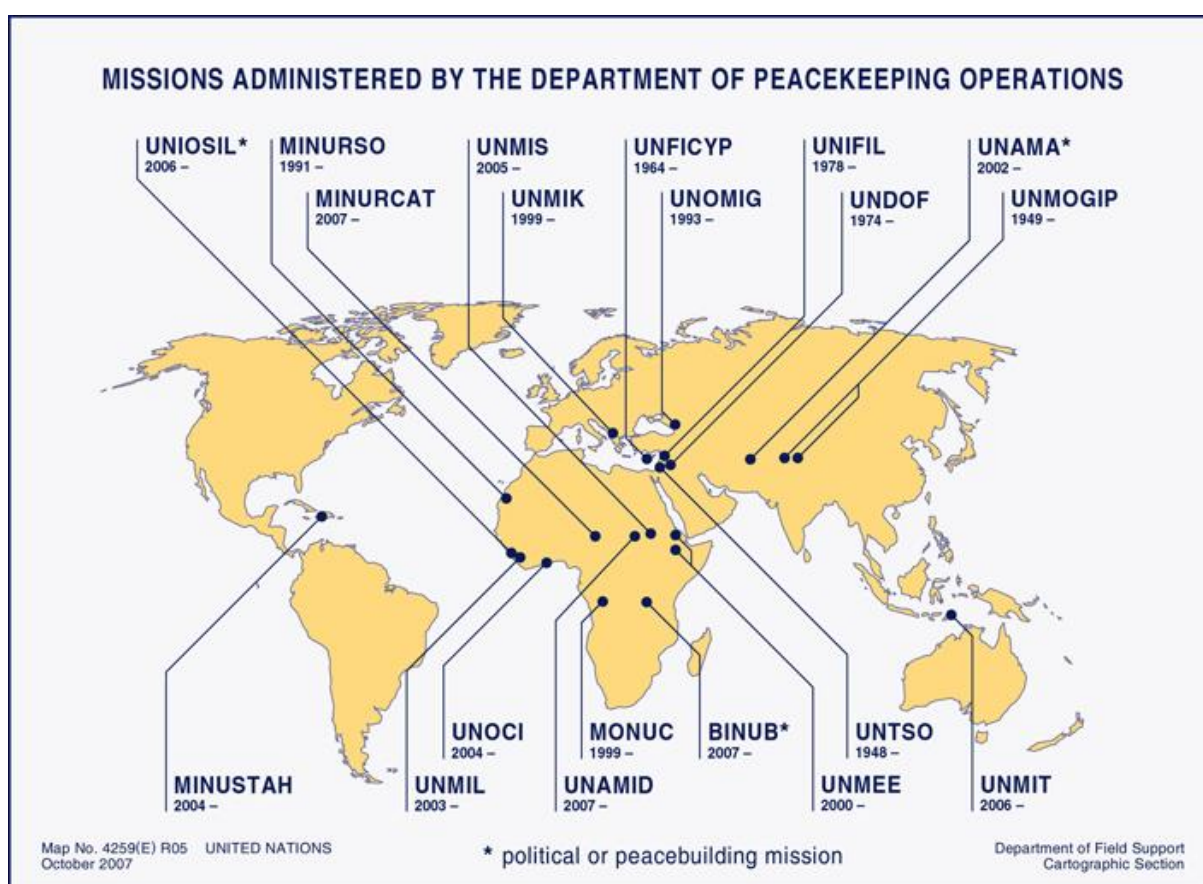 MISSIONS ADMINISTERED BY THE DEPARTMENT OF PEACEKEEPING OPERATIONS
UNIOSIL*
2006 –
MINURSO
1991 –
UNMIS
2005 –
UNFICYP
1964 –
UNIFIL
1978 –
UNAMA*
2002 –
MINURCAT
2007 –
UNMIK
1999 –
UNOMIG
1993 –
UNDOF
1974 –
UNMOGIP
1949 –
UNOCI
2004 –
MONUC
1999 –
BINUB*
2007 –
UNTSO
1948 –
MINUSTAH
2004 –
UNMIL
2003 –
UNAMID
2007 –
UNMEE
2000 –
UNMIT
2006 –
Map No. 4259(E) R05 UNITED NATIONS
October 2007
* political or peacebuilding mission
Department of Field Support
Cartographic Section